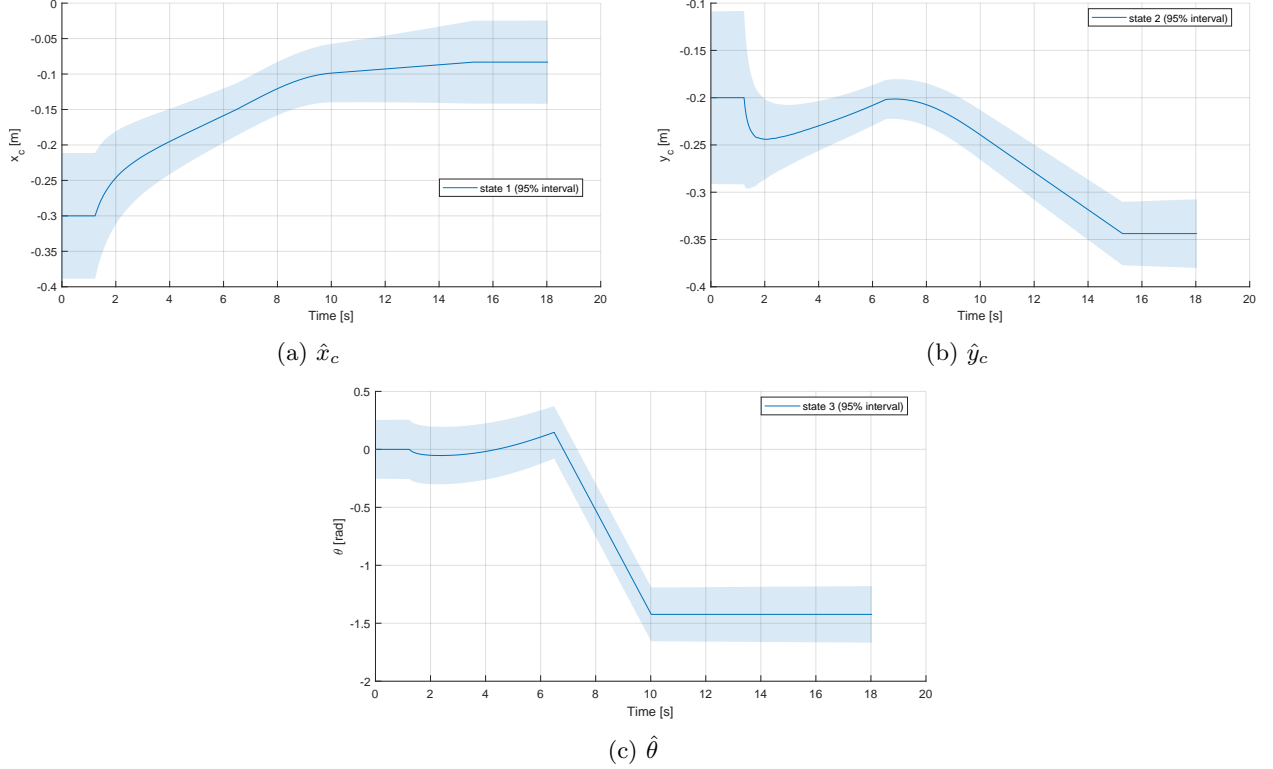 0
-0.05
-0.1
-0.15
-0.2
-0.25
-0.3
-0.35
-0.4
x_c [m]
state 1 (95% interval)
0 2 4 6 8 10 12 14 16 18 20
Time [s]
(a) x̂_c
-0.1
-0.15
-0.2
-0.25
-0.3
-0.35
-0.4
y_c [m]
state 2 (95% interval)
0 2 4 6 8 10 12 14 16 18 20
Time [s]
(b) ŷ_c
0.5
0
-0.5
-1
-1.5
-2
θ [rad]
state 3 (95% interval)
0 2 4 6 8 10 12 14 16 18 20
Time [s]
(c) θ̂